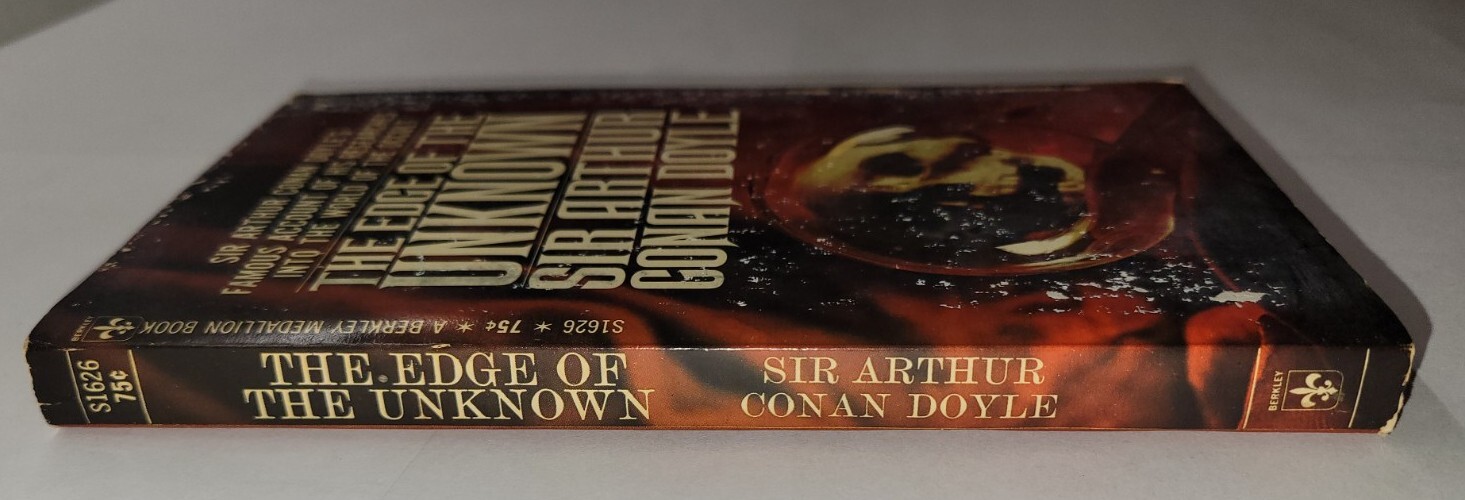 SIR ARTHUR CONAN DOYLE'S
FAMOUS ACCOUNT OF HIS RESEARCHES
INTO THE WORLD OF THE OCCULT
THE EDGE OF THE
UNKNOWN
SIR ARTHUR
CONAN DOYLE
S1626 * 75¢ * A BERKLEY MEDALLION BOOK
BERKLEY
S1626
75¢
THE EDGE OF
THE UNKNOWN
SIR ARTHUR
CONAN DOYLE
BERKLEY